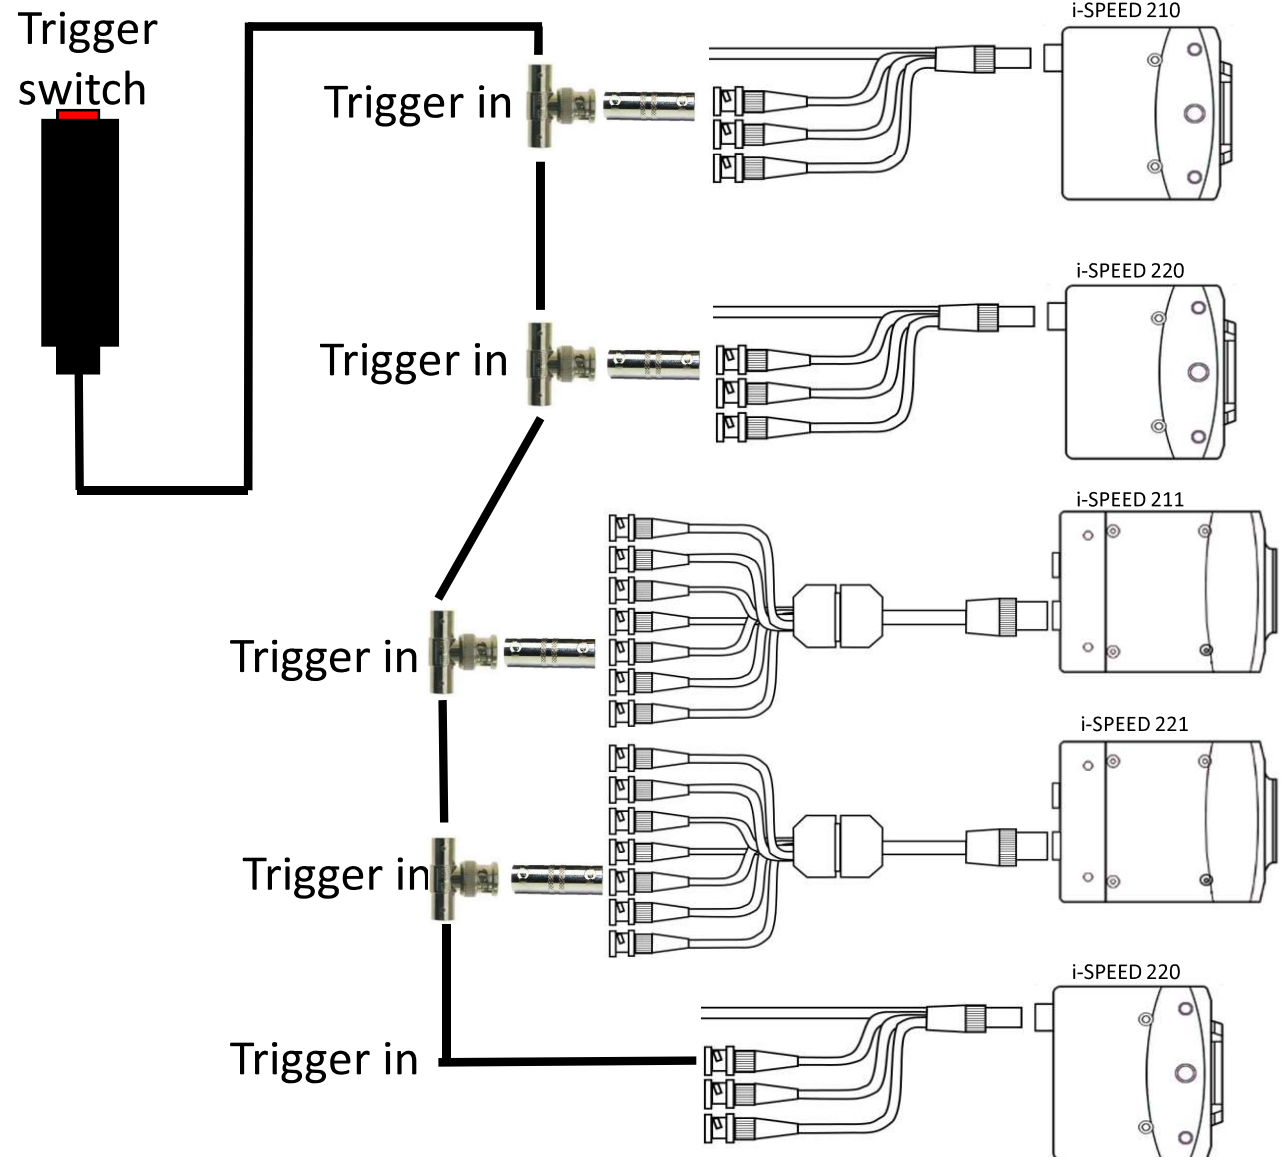 Trigger
switch
i-SPEED 210
Trigger in
i-SPEED 220
Trigger in
i-SPEED 211
Trigger in
i-SPEED 221
Trigger in
i-SPEED 220
Trigger in